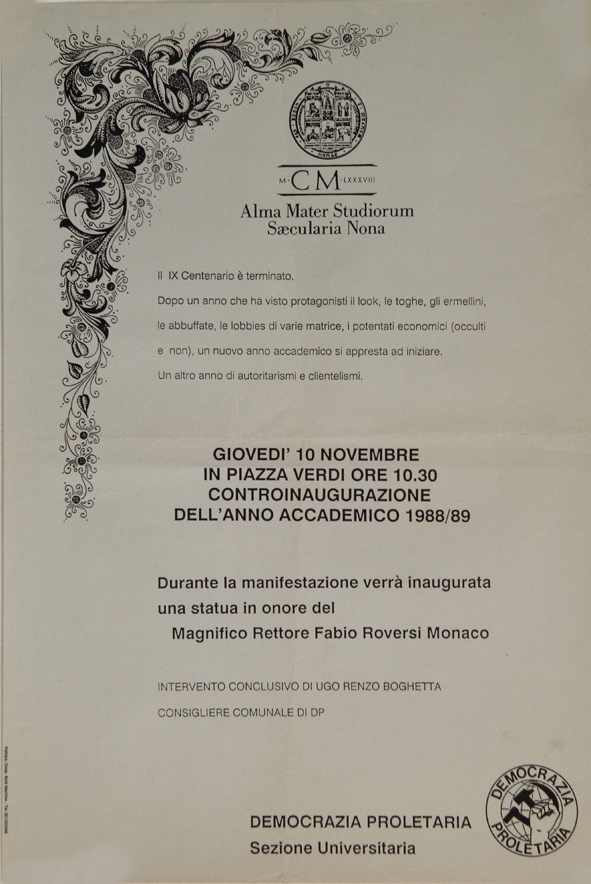 M · CM · LXXXVIII
Alma Mater Studiorum
Sæcularia Nona
Il IX Centenario è terminato.
Dopo un anno che ha visto protagonisti il look, le toghe, gli ermellini,
le abbuffate, le lobbies di varie matrice, i potentati economici (occulti
e non), un nuovo anno accademico si appresta ad iniziare.
Un altro anno di autoritarismi e clientelismi.
GIOVEDI' 10 NOVEMBRE
IN PIAZZA VERDI ORE 10.30
CONTROINAUGURAZIONE
DELL'ANNO ACCADEMICO 1988/89
Durante la manifestazione verrà inaugurata
una statua in onore del
Magnifico Rettore Fabio Roversi Monaco
INTERVENTO CONCLUSIVO DI UGO RENZO BOGHETTA
CONSIGLIERE COMUNALE DI DP
DEMOCRAZIA PROLETARIA
Sezione Universitaria
DEMOCRAZIA
PROLETARIA